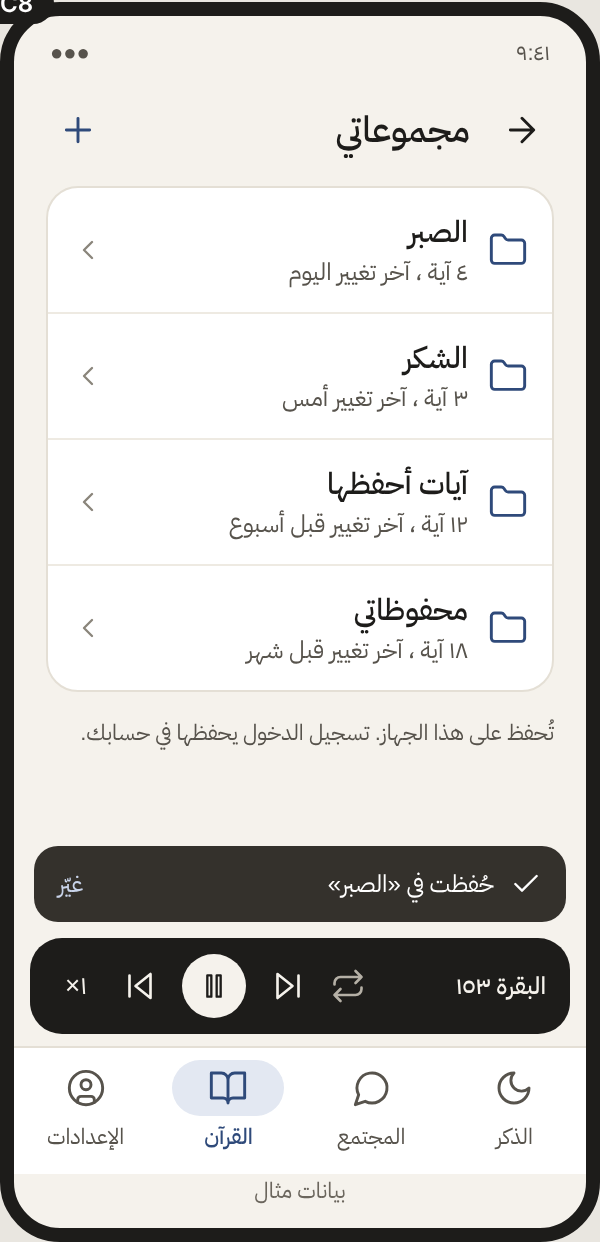 C8
٩:٤١
مجموعاتي
الصبر
٤ آية ، آخر تغيير اليوم
الشكر
٣ آية ، آخر تغيير أمس
آيات أحفظها
١٢ آية ، آخر تغيير قبل أسبوع
محفوظاتي
١٨ آية ، آخر تغيير قبل شهر
تُحفظ على هذا الجهاز. تسجيل الدخول يحفظها في حسابك.
حُفظت في «الصبر» غيّر
البقرة ١٥٣ ×١
الذكر المجتمع القرآن الإعدادات
بيانات مثال